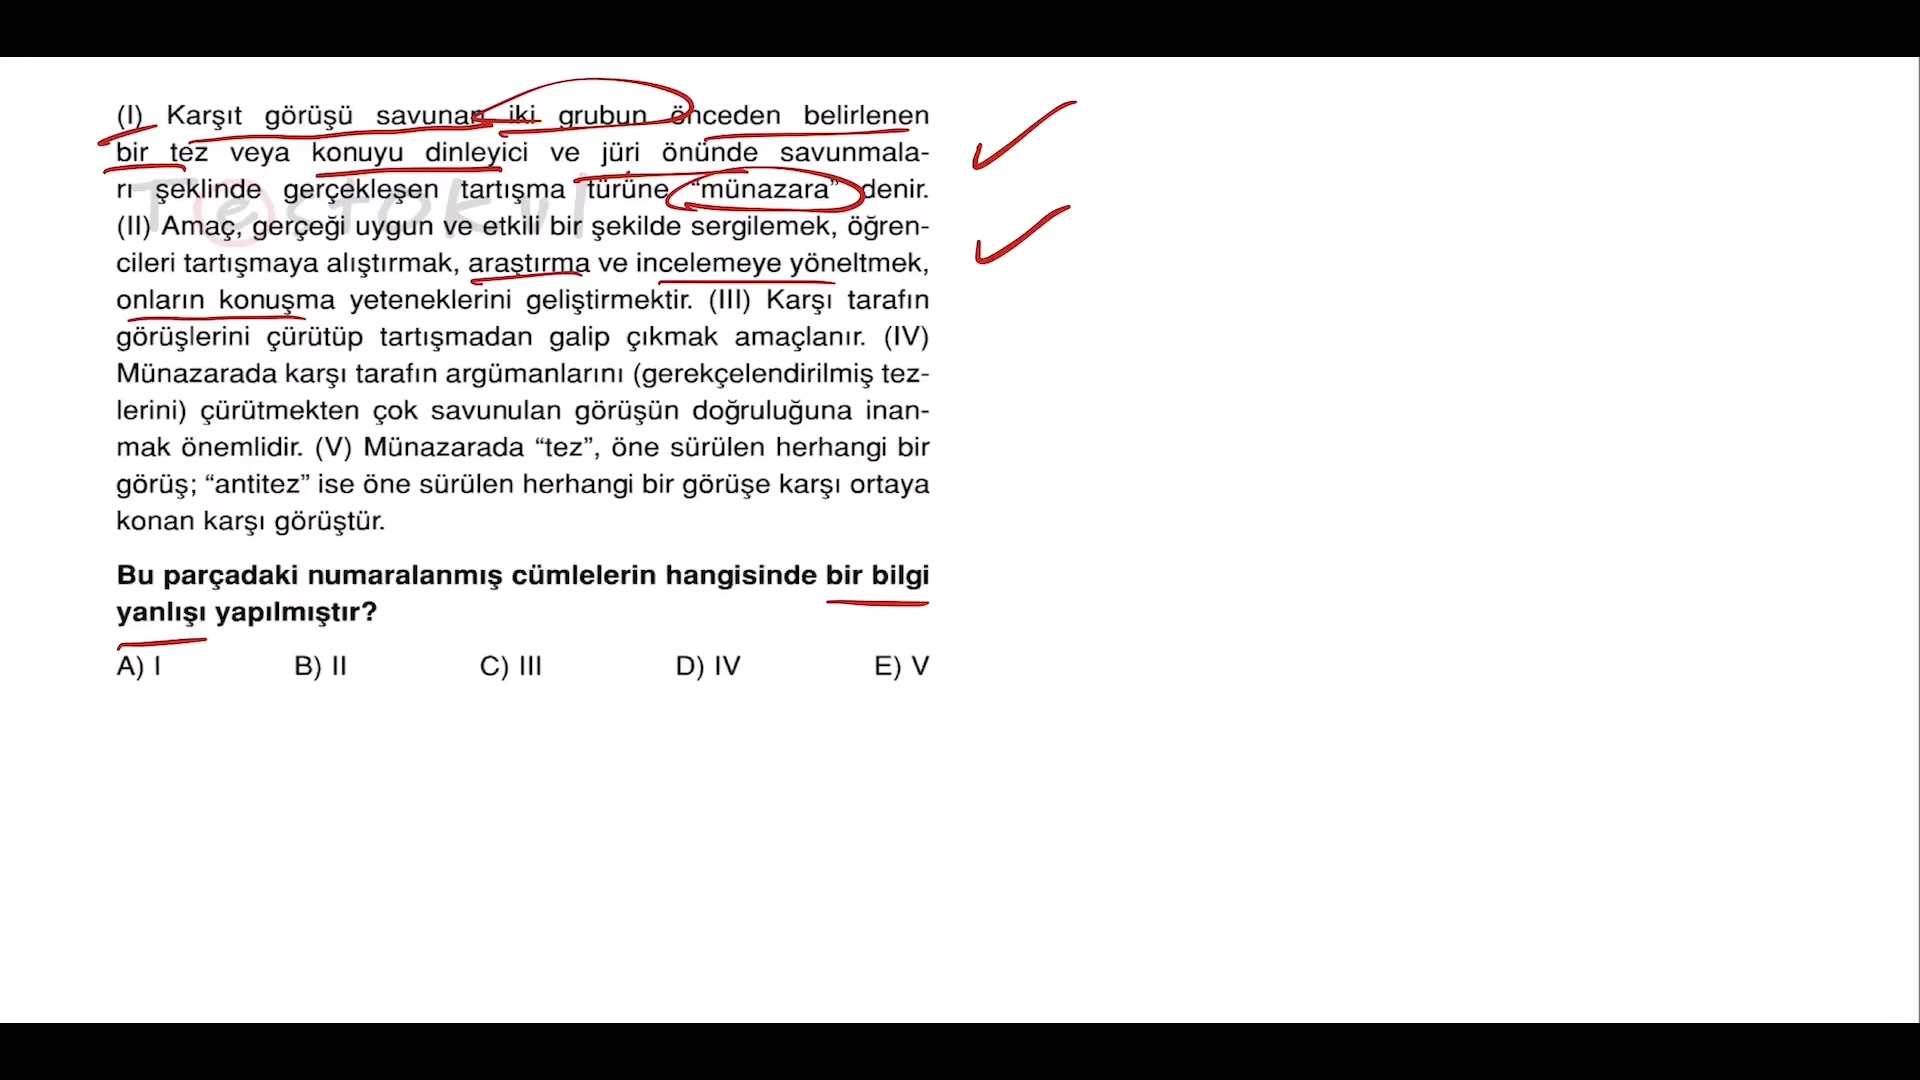 (I) Karşıt görüşü savunan iki grubun önceden belirlenen
bir tez veya konuyu dinleyici ve jüri önünde savunmala-
rı şeklinde gerçekleşen tartışma türüne “münazara” denir.
(II) Amaç, gerçeği uygun ve etkili bir şekilde sergilemek, öğren-
cileri tartışmaya alıştırmak, araştırma ve incelemeye yöneltmek,
onların konuşma yeteneklerini geliştirmektir. (III) Karşı tarafın
görüşlerini çürütüp tartışmadan galip çıkmak amaçlanır. (IV)
Münazarada karşı tarafın argümanlarını (gerekçelendirilmiş tez-
lerini) çürütmekten çok savunulan görüşün doğruluğuna inan-
mak önemlidir. (V) Münazarada “tez”, öne sürülen herhangi bir
görüş; “antitez” ise öne sürülen herhangi bir görüşe karşı ortaya
konan karşı görüştür.
Bu parçadaki numaralanmış cümlelerin hangisinde bir bilgi
yanlışı yapılmıştır?
A) I B) II C) III D) IV E) V
Testokul